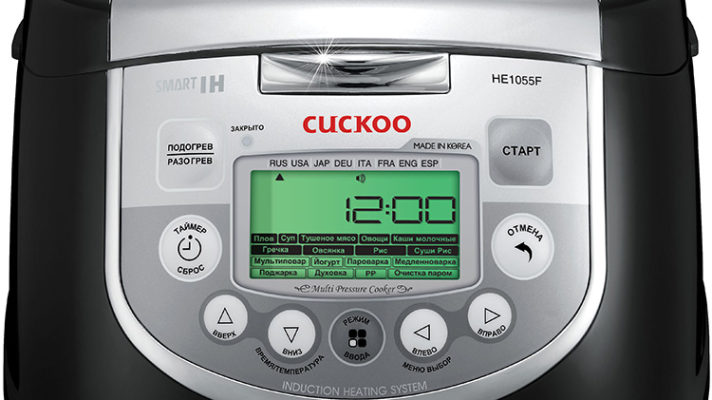 SMART IH
HE1055F
CUCKOO
MADE IN KOREA
ПОДОГРЕВ
РАЗОГРЕВ
ЗАКРЫТО
СТАРТ
RUS USA JAP DEU ITA FRA ENG ESP
12:00
Плов Суп Тушеное мясо Овощи Каши молочные
Гречка Овсянка Рис Суши Рис
Мультиповар Йогурт Пароварка Медленноварка
Поджарка Духовка РР Очистка паром
Multi Pressure Cooker
ТАЙМЕР
СБРОС
ОТМЕНА
ВВЕРХ
ВНИЗ
ВРЕМЯ/ТЕМПЕРАТУРА
РЕЖИМ
ВВОДА
ВЛЕВО
ВПРАВО
МЕНЮ ВЫБОР
INDUCTION HEATING SYSTEM